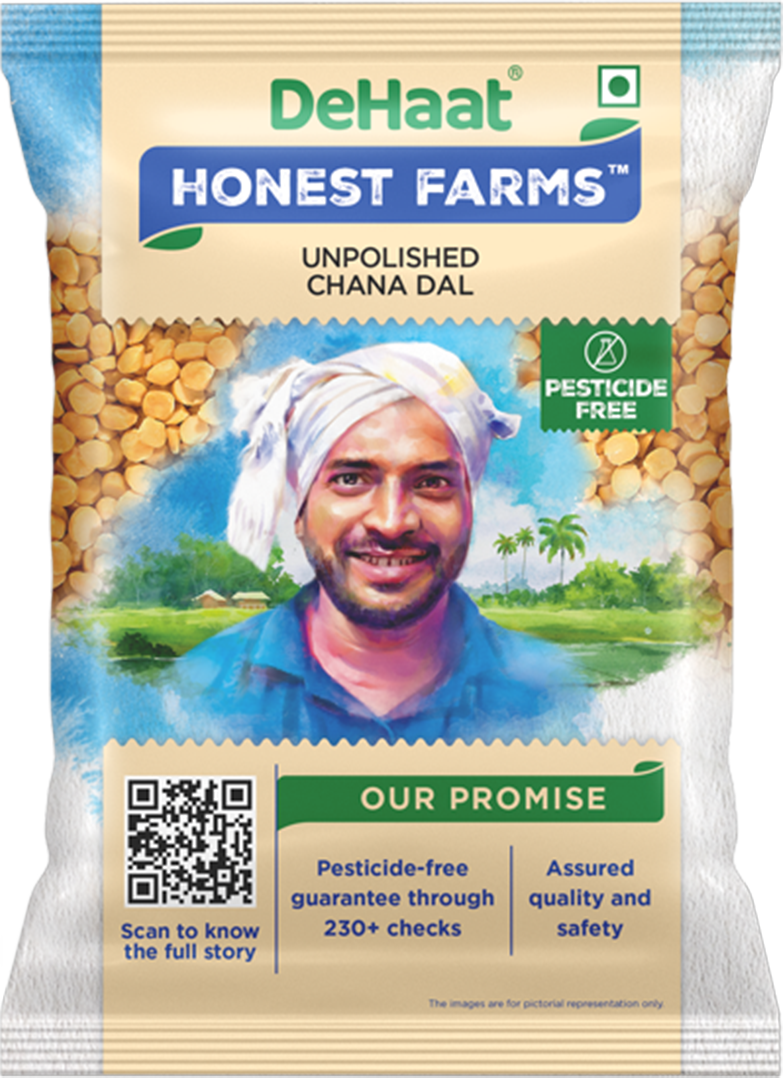 DeHaat®
HONEST FARMS™
UNPOLISHED
CHANA DAL
PESTICIDE
FREE
OUR PROMISE
Pesticide-free
guarantee through
230+ checks
Assured
quality and
safety
Scan to know
the full story
The images are for pictorial representation only.